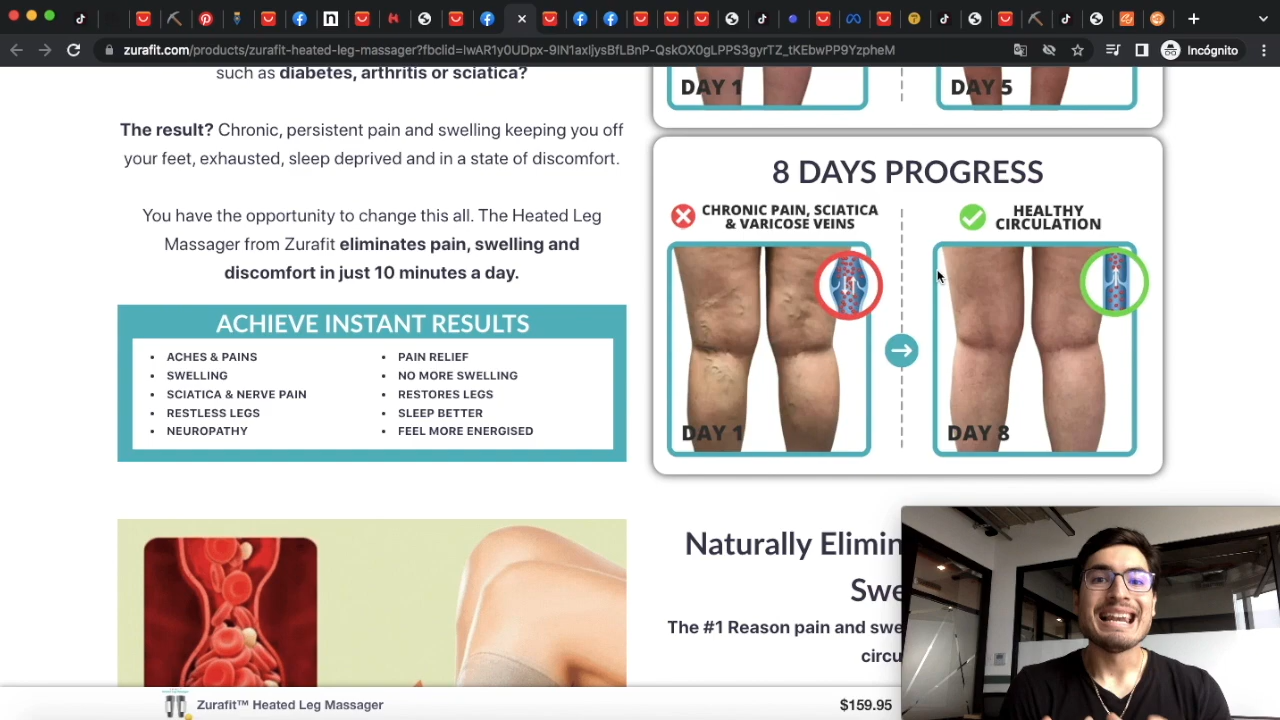 Incógnito
zurafit.com/products/zurafit-heated-leg-massager?fbclid=IwAR1y0UDpx-9IN1axIjysBfLBnP-QskOX0gLPPS3gyrTZ_tKEbwPP9YzpheM
such as diabetes, arthritis or sciatica?
The result? Chronic, persistent pain and swelling keeping you off
your feet, exhausted, sleep deprived and in a state of discomfort.
You have the opportunity to change this all. The Heated Leg
Massager from Zurafit eliminates pain, swelling and
discomfort in just 10 minutes a day.
ACHIEVE INSTANT RESULTS
• ACHES & PAINS
• SWELLING
• SCIATICA & NERVE PAIN
• RESTLESS LEGS
• NEUROPATHY
• PAIN RELIEF
• NO MORE SWELLING
• RESTORES LEGS
• SLEEP BETTER
• FEEL MORE ENERGISED
DAY 1
DAY 5
8 DAYS PROGRESS
CHRONIC PAIN, SCIATICA
& VARICOSE VEINS
HEALTHY
CIRCULATION
DAY 1
DAY 8
Naturally Elimin
Swe
The #1 Reason pain and swe
circu
Zurafit™ Heated Leg Massager
$159.95